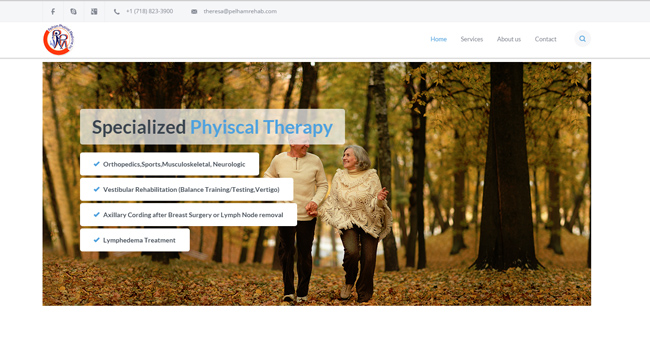 +1 (718) 823-3900 theresa@pelhamrehab.com
Home Services About us Contact
Specialized Phyiscal Therapy
Orthopedics,Sports,Musculoskeletal, Neurologic
Vestibular Rehabilitation (Balance Training/Testing,Vertigo)
Axillary Cording after Breast Surgery or Lymph Node removal
Lymphedema Treatment